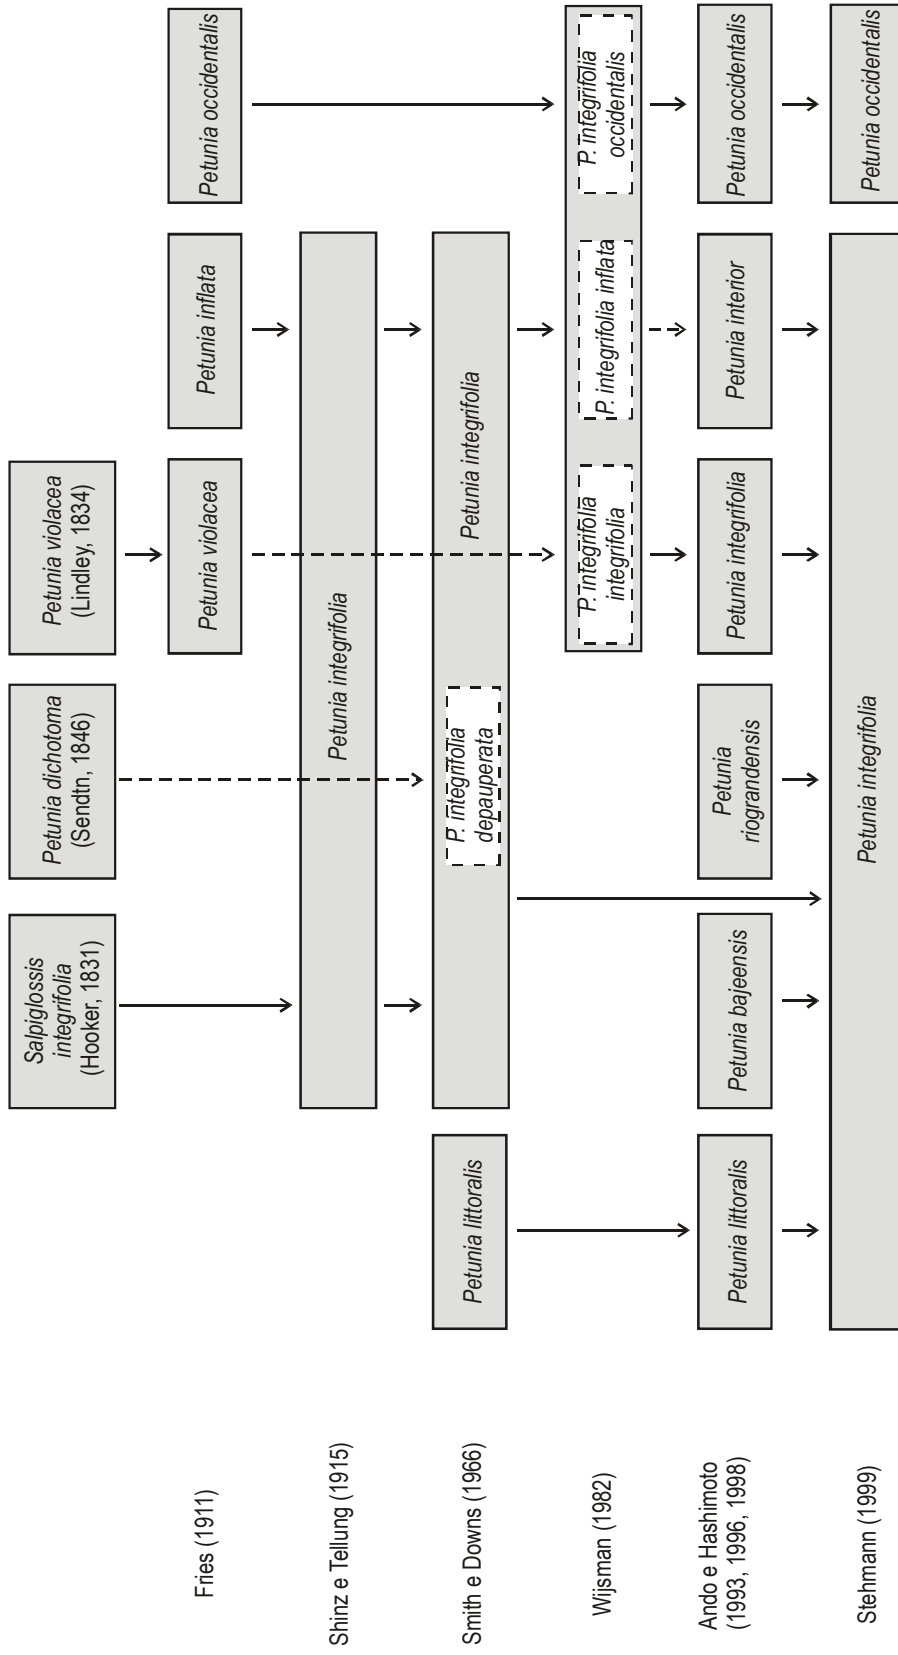 Salpiglossis
integrifolia
(Hooker, 1831)
Petunia dichotoma
(Sendtn, 1846)
Petunia violacea
(Lindley, 1834)
Fries (1911)
Petunia violacea
Petunia inflata
Petunia occidentalis
Shinz e Tellung (1915)
Petunia integrifolia
Smith e Downs (1966)
Petunia littoralis
P. integrifolia
depauperata
Petunia integrifolia
Wijsman (1982)
P. integrifolia
integrifolia
P. integrifolia inflata
P. integrifolia
occidentalis
Ando e Hashimoto
(1993, 1996, 1998)
Petunia littoralis
Petunia bajeensis
Petunia
riograndensis
Petunia integrifolia
Petunia interior
Petunia occidentalis
Stehmann (1999)
Petunia integrifolia
Petunia occidentalis